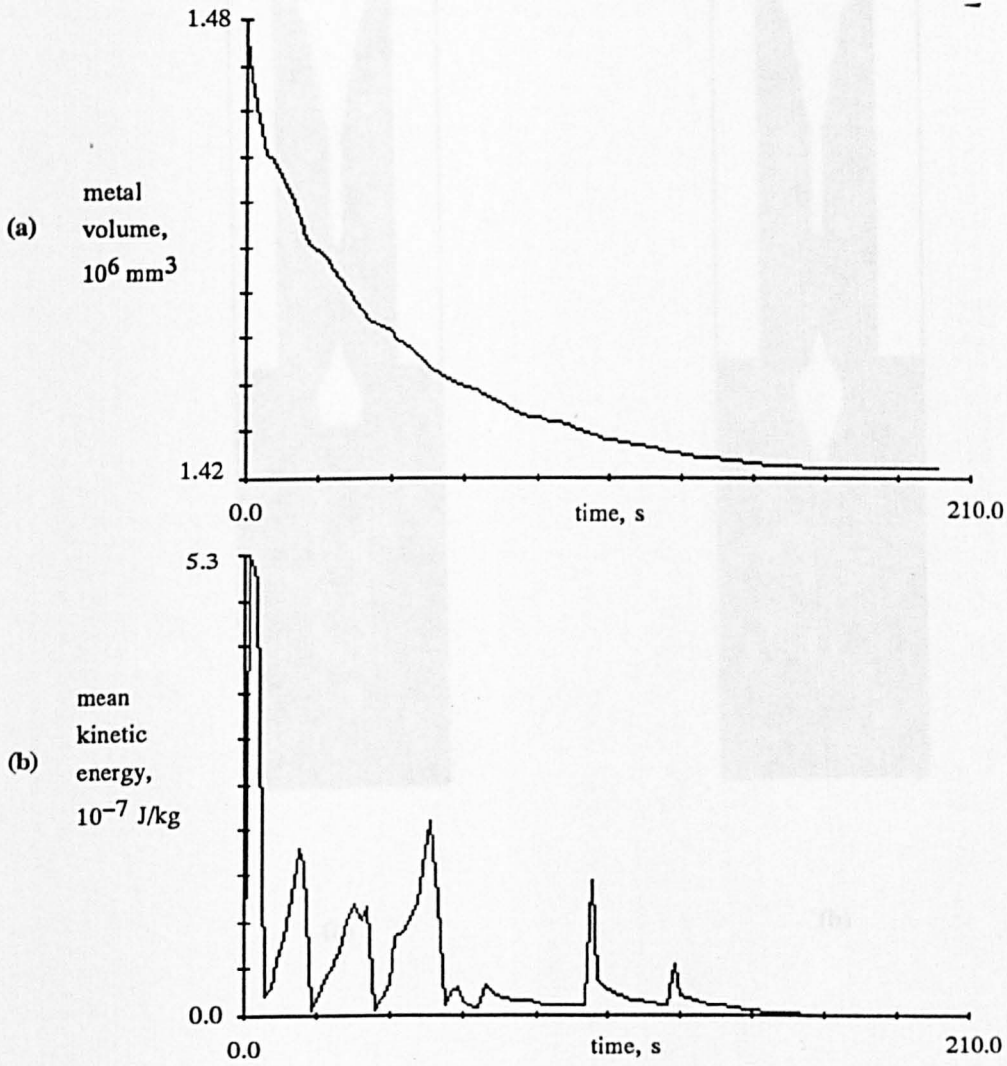 1.48
(a)
metal
volume,
10⁶ mm³
1.42
0.0
time, s
210.0
5.3
(b)
mean
kinetic
energy,
10⁻⁷ J/kg
0.0
0.0
time, s
210.0
(b)